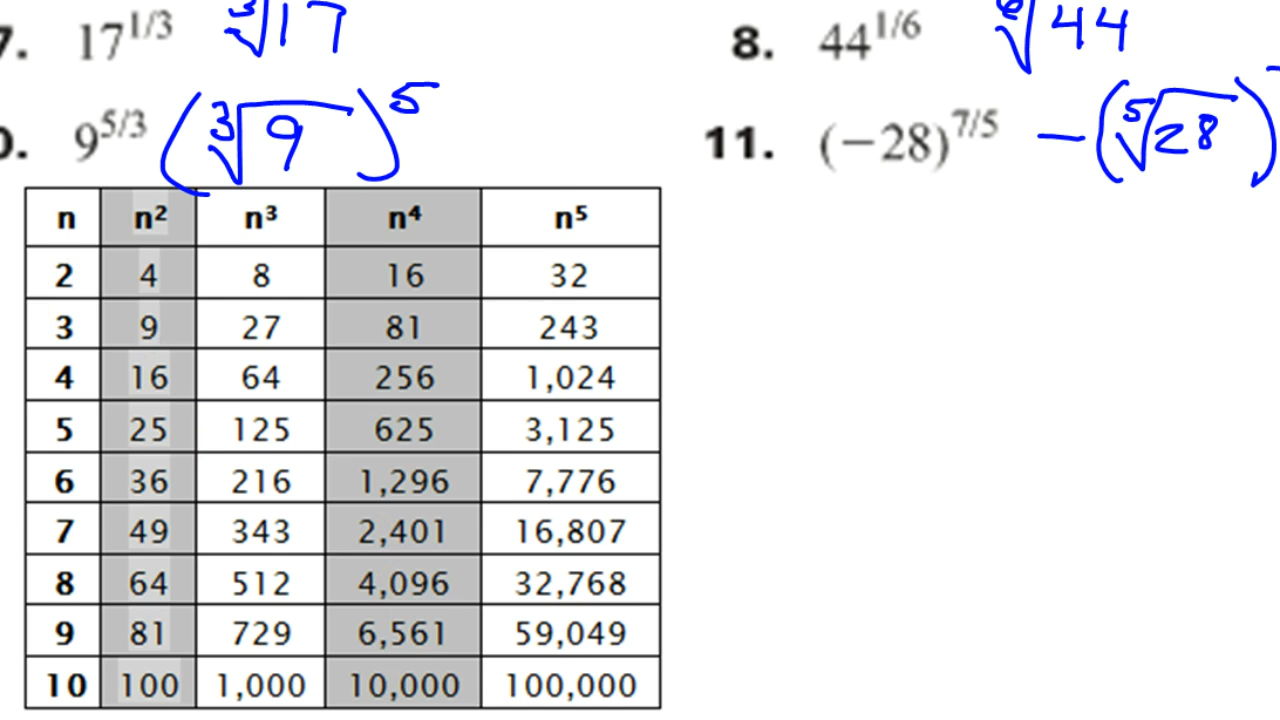 7. 17^{1/3} ∛17 8. 44^{1/6} ⁶√44
0. 9^{5/3} (∛9)^5 11. (−28)^{7/5} −(⁵√28)
n n² n³ n⁴ n⁵
2 4 8 16 32
3 9 27 81 243
4 16 64 256 1,024
5 25 125 625 3,125
6 36 216 1,296 7,776
7 49 343 2,401 16,807
8 64 512 4,096 32,768
9 81 729 6,561 59,049
10 100 1,000 10,000 100,000